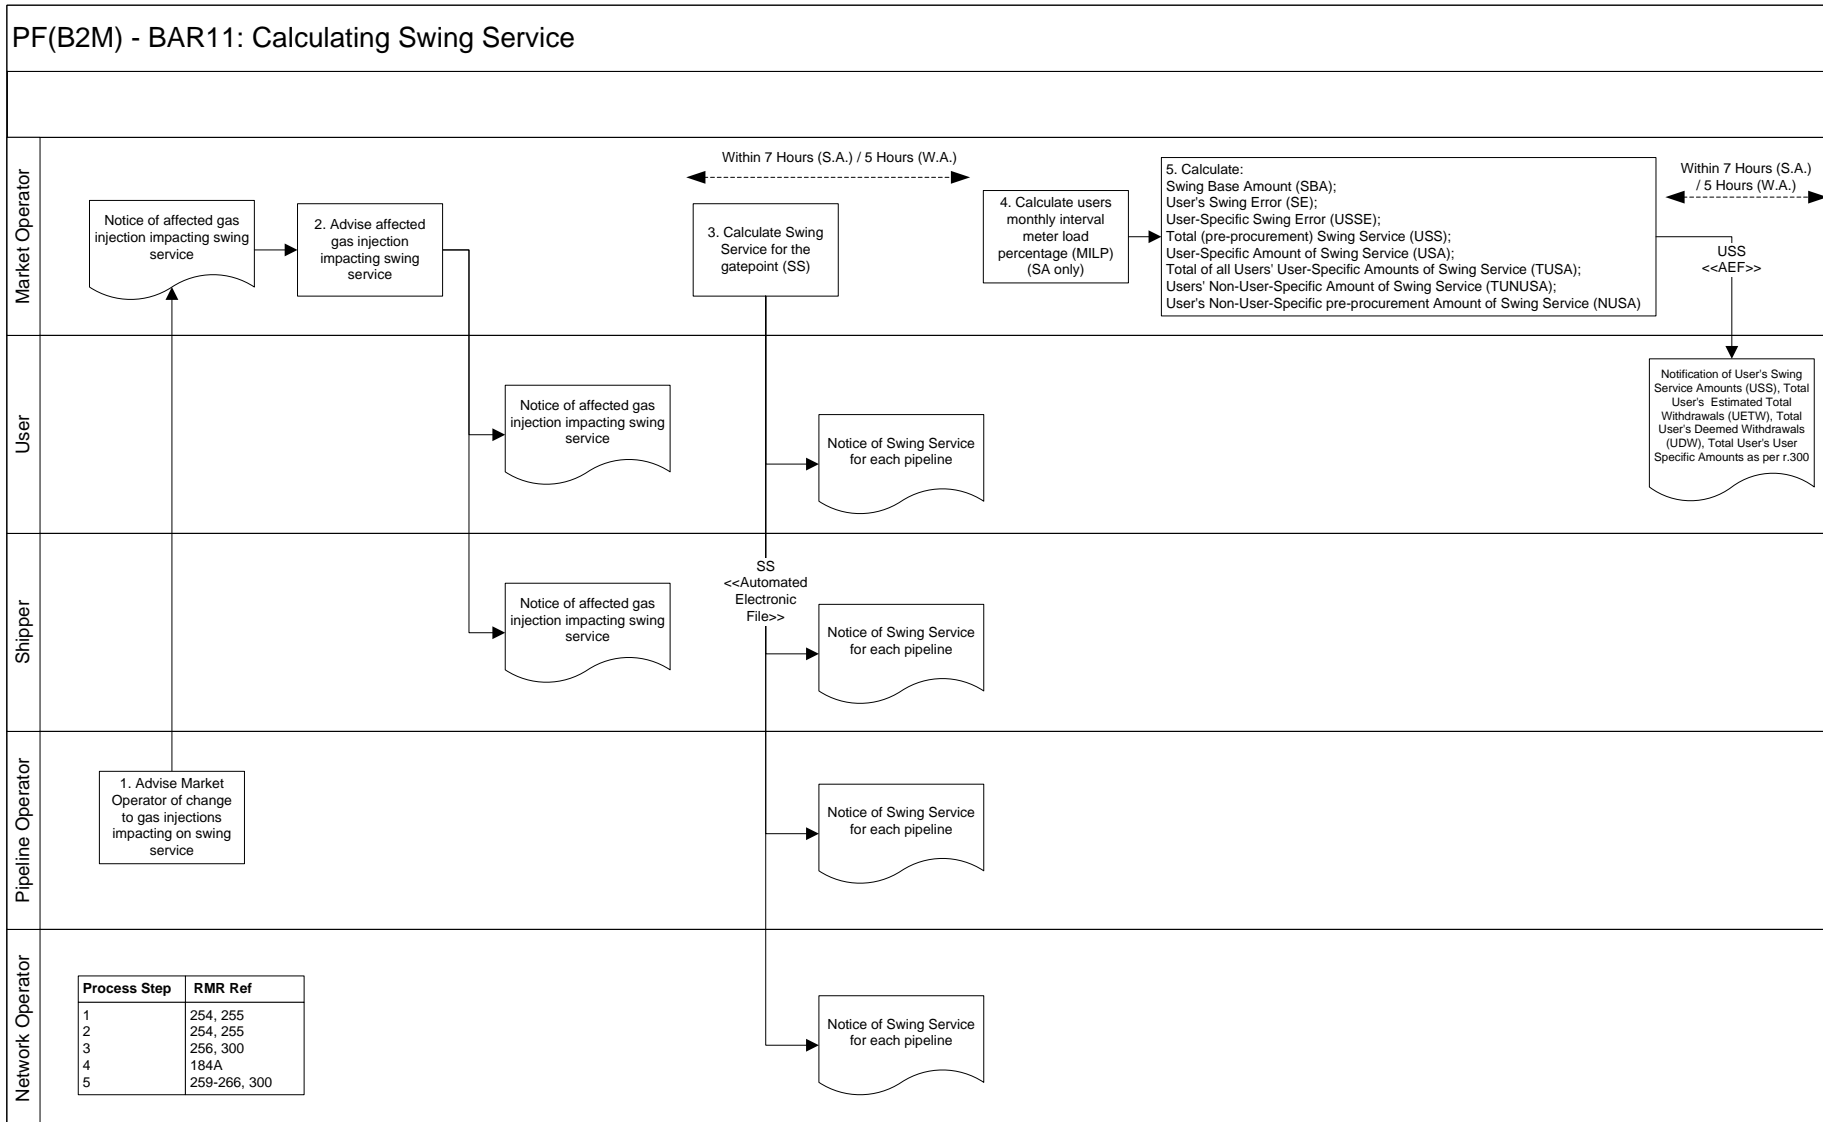 PF(B2M) - BAR11: Calculating Swing Service
Market Operator
Notice of affected gas
injection impacting swing
service
2. Advise affected
gas injection
impacting swing
service
Within 7 Hours (S.A.) / 5 Hours (W.A.)
3. Calculate Swing
Service for the
gatepoint (SS)
4. Calculate users
monthly interval
meter load
percentage (MILP)
(SA only)
5. Calculate:
Swing Base Amount (SBA);
User's Swing Error (SE);
User-Specific Swing Error (USSE);
Total (pre-procurement) Swing Service (USS);
User-Specific Amount of Swing Service (USA);
Total of all Users' User-Specific Amounts of Swing Service (TUSA);
Users' Non-User-Specific Amount of Swing Service (TUNUSA);
User's Non-User-Specific pre-procurement Amount of Swing Service (NUSA)
Within 7 Hours (S.A.)
/ 5 Hours (W.A.)
USS
<<AEF>>
User
Notice of affected gas
injection impacting swing
service
Notice of Swing Service
for each pipeline
Notification of User's Swing
Service Amounts (USS), Total
User's Estimated Total
Withdrawals (UETW), Total
User's Deemed Withdrawals
(UDW), Total User's User
Specific Amounts as per r.300
Shipper
Notice of affected gas
injection impacting swing
service
SS
<<Automated
Electronic
File>>
Notice of Swing Service
for each pipeline
Pipeline Operator
1. Advise Market
Operator of change
to gas injections
impacting on swing
service
Notice of Swing Service
for each pipeline
Network Operator
Process Step RMR Ref
1 254, 255
2 254, 255
3 256, 300
4 184A
5 259-266, 300
Notice of Swing Service
for each pipeline